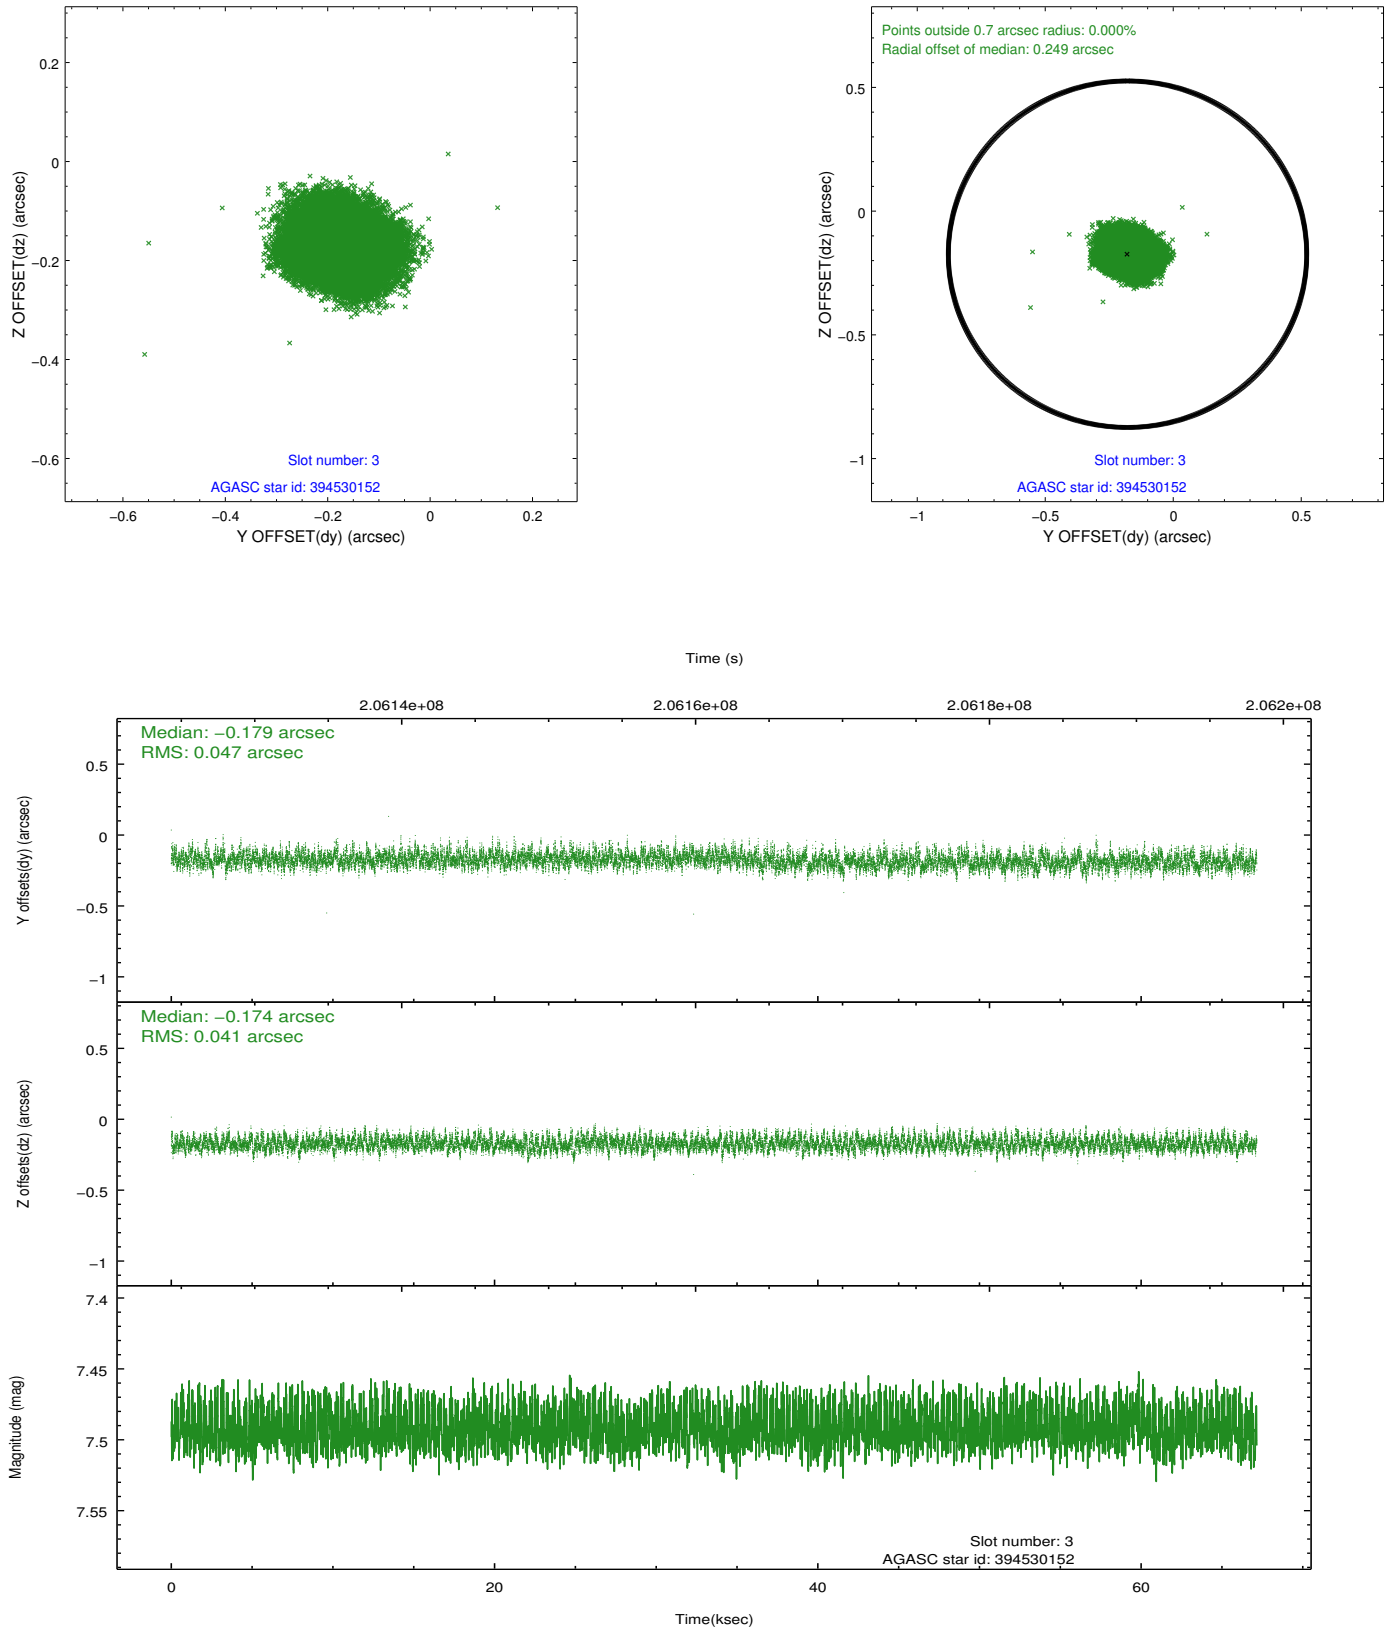 0.2
0
−0.2
−0.4
−0.6
Z OFFSET(dz) (arcsec)
Slot number: 3
AGASC star id: 394530152
−0.6
−0.4
−0.2
0
0.2
Y OFFSET(dy) (arcsec)
Points outside 0.7 arcsec radius: 0.000%
Radial offset of median: 0.249 arcsec
0.5
0
−0.5
−1
Z OFFSET(dz) (arcsec)
Slot number: 3
AGASC star id: 394530152
−1
−0.5
0
0.5
Y OFFSET(dy) (arcsec)
Time (s)
2.0614e+08
2.0616e+08
2.0618e+08
2.062e+08
Median: −0.179 arcsec
RMS: 0.047 arcsec
0.5
0
−0.5
−1
Y offsets(dy) (arcsec)
Median: −0.174 arcsec
RMS: 0.041 arcsec
0.5
0
−0.5
−1
Z offsets(dz) (arcsec)
7.4
7.45
7.5
7.55
Magnitude (mag)
Slot number: 3
AGASC star id: 394530152
0
20
40
60
Time(ksec)